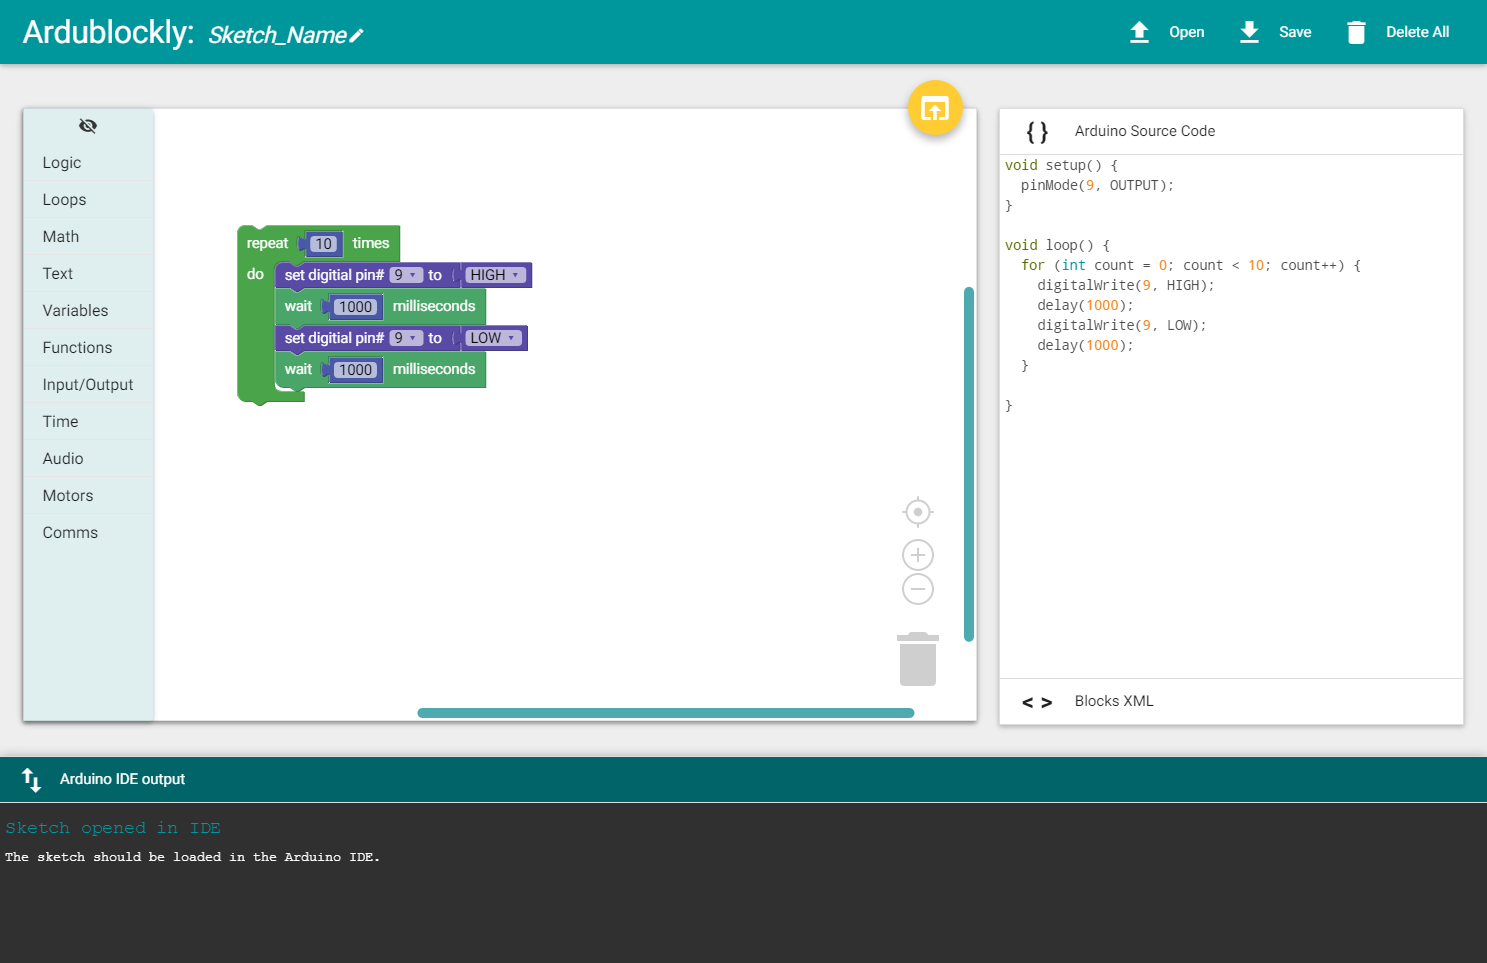 Ardublockly: Sketch_Name
Open Save Delete All
Logic
Loops
Math
Text
Variables
Functions
Input/Output
Time
Audio
Motors
Comms
repeat 10 times
do set digitial pin# 9 to HIGH
wait 1000 milliseconds
set digitial pin# 9 to LOW
wait 1000 milliseconds
{ } Arduino Source Code
void setup() {
  pinMode(9, OUTPUT);
}
void loop() {
  for (int count = 0; count < 10; count++) {
    digitalWrite(9, HIGH);
    delay(1000);
    digitalWrite(9, LOW);
    delay(1000);
  }
}
< > Blocks XML
Arduino IDE output
Sketch opened in IDE
The sketch should be loaded in the Arduino IDE.